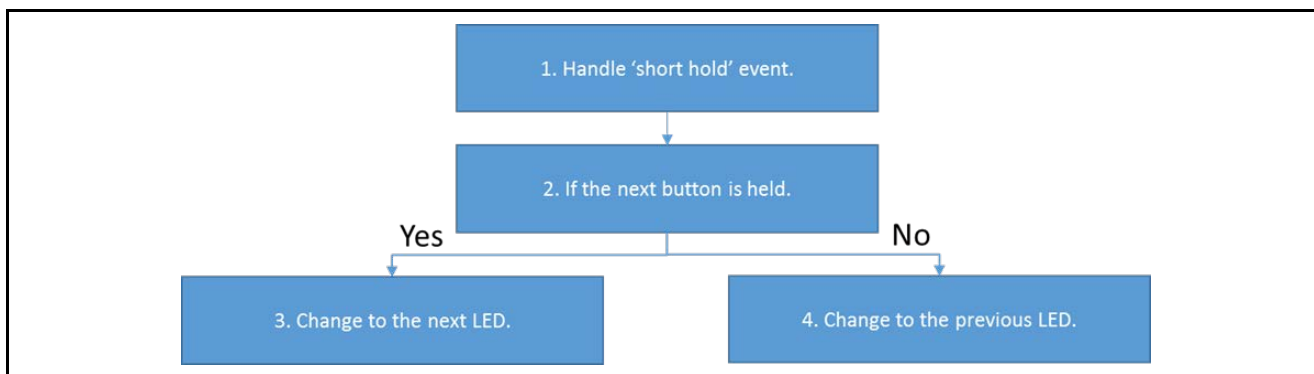 1. Handle ‘short hold’ event.
2. If the next button is held.
Yes
No
3. Change to the next LED.
4. Change to the previous LED.